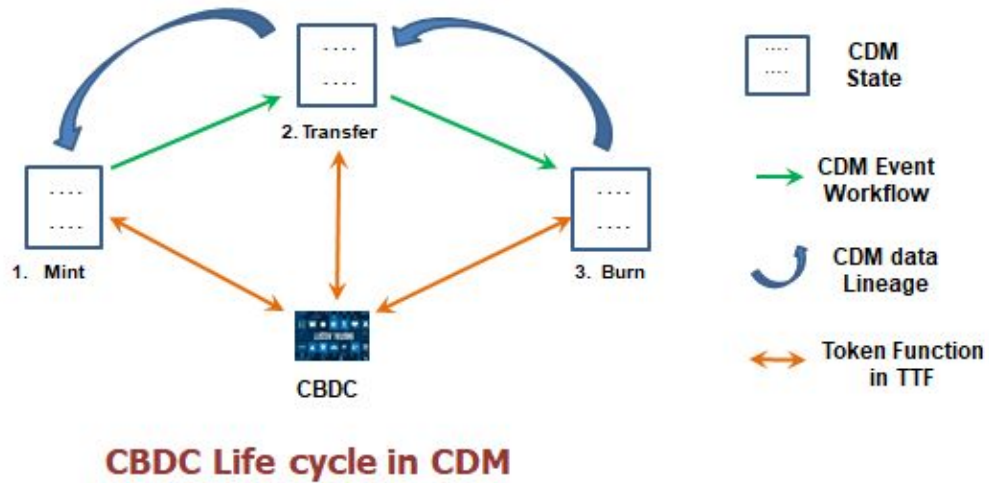 . . . .
. . . .
2. Transfer
. . . .
. . . .
1. Mint
. . . .
. . . .
3. Burn
CBDC
CBDC Life cycle in CDM
. . . .
. . . .
CDM
State
CDM Event
Workflow
CDM data
Lineage
Token Function
in TTF